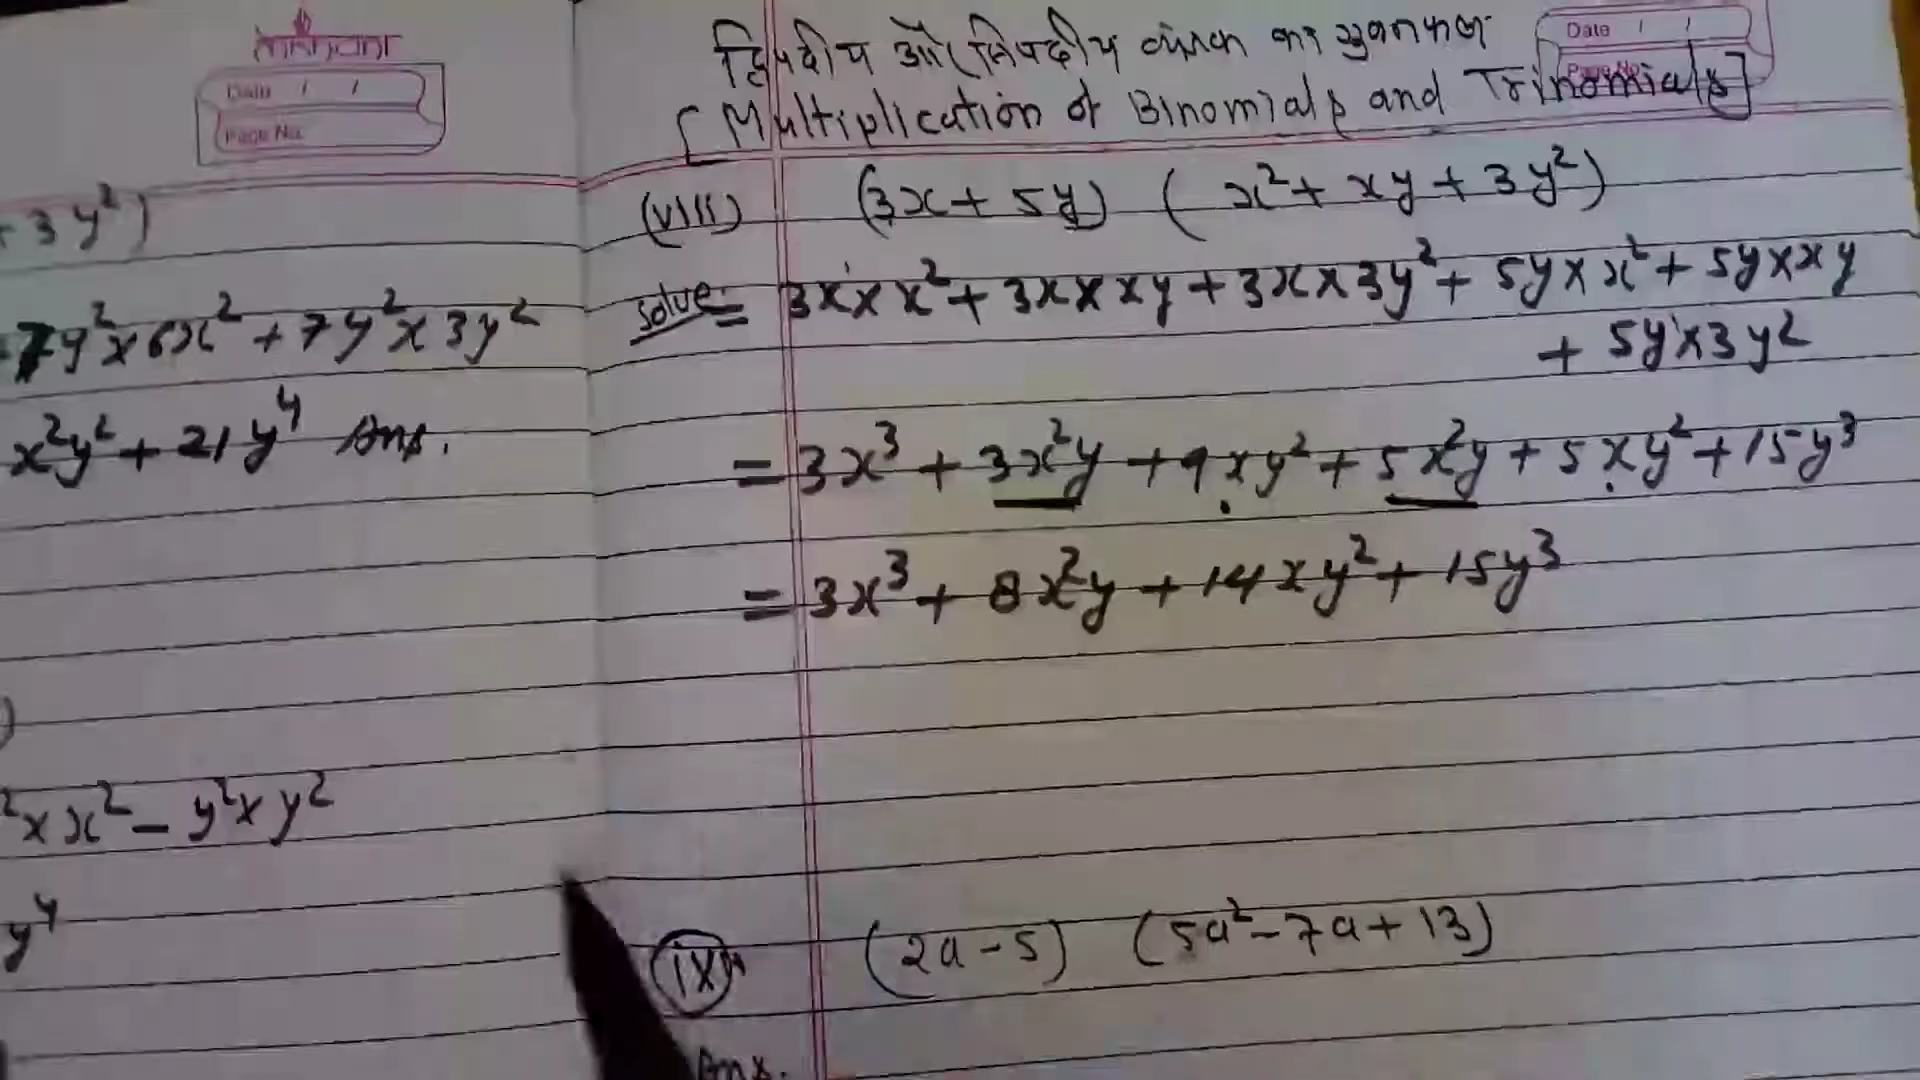 Date / /
Page No.
+ 3y²)
7y²×6x² + 7y²×3y²
x²y² + 21y⁴ Ans.
²×x² - y²×y²
y⁴
Date / /
Page No.
द्विपदीय और त्रिपदीय का गुणनफल
[Multiplication of Binomials and Trinomials]
(VIII) (3x + 5y) (x² + xy + 3y²)
Solve = 3x×x² + 3x×xy + 3x×3y² + 5y×x² + 5y×xy
+ 5y×3y²
= 3x³ + 3x²y + 9xy² + 5x²y + 5xy² + 15y³
= 3x³ + 8x²y + 14xy² + 15y³
(IX) (2a - 5) (5a² - 7a + 13)
Ans.